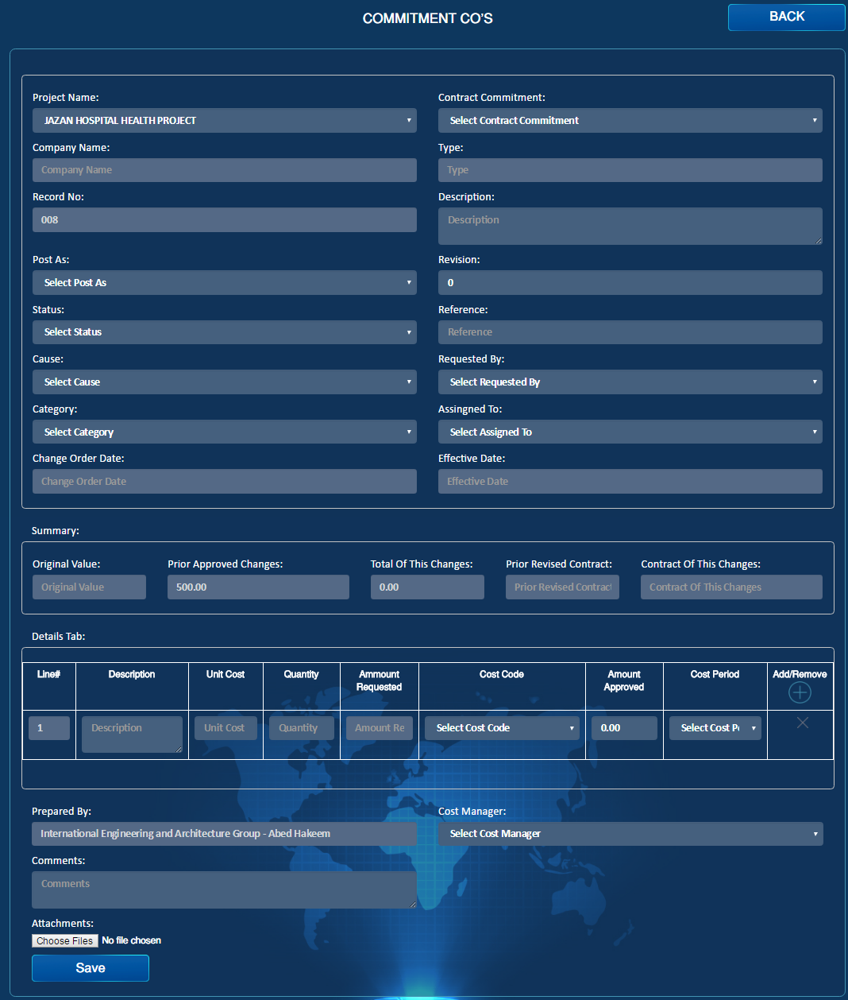 COMMITMENT CO'S
BACK
Project Name:
Contract Commitment:
JAZAN HOSPITAL HEALTH PROJECT
Select Contract Commitment
Company Name:
Type:
Company Name
Type
Record No:
Description:
008
Description
Post As:
Revision:
Select Post As
0
Status:
Reference:
Select Status
Reference
Cause:
Requested By:
Select Cause
Select Requested By
Category:
Assingned To:
Select Category
Select Assigned To
Change Order Date:
Effective Date:
Change Order Date
Effective Date
Summary:
Original Value:
Prior Approved Changes:
Total Of This Changes:
Prior Revised Contract:
Contract Of This Changes:
Original Value
500.00
0.00
Prior Revised Contract
Contract Of This Changes
Details Tab:
Line#
Description
Unit Cost
Quantity
Ammount
Requested
Cost Code
Amount
Approved
Cost Period
Add/Remove
1
Description
Unit Cost
Quantity
Amount Re
Select Cost Code
0.00
Select Cost Pe
Prepared By:
Cost Manager:
International Engineering and Architecture Group - Abed Hakeem
Select Cost Manager
Comments:
Comments
Attachments:
Choose Files No file chosen
Save